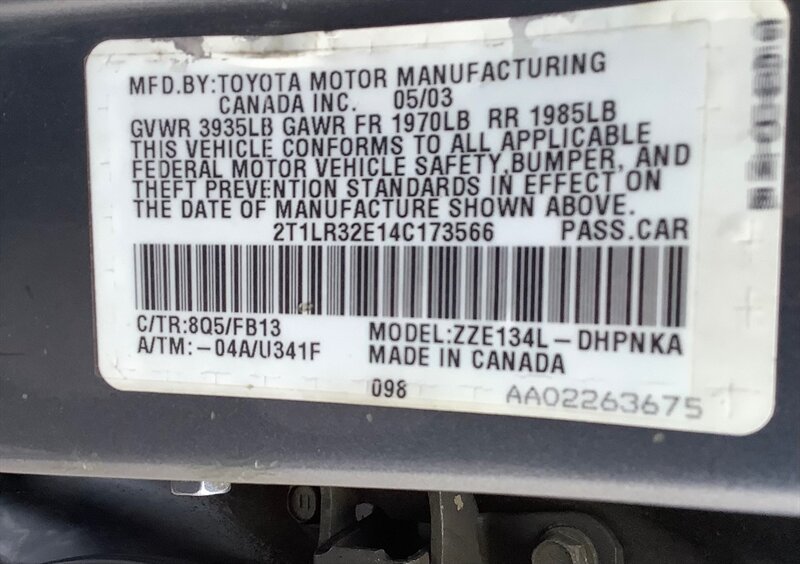 MFD.BY:TOYOTA MOTOR MANUFACTURING
CANADA INC. 05/03
GVWR 3935LB GAWR FR 1970LB RR 1985LB
THIS VEHICLE CONFORMS TO ALL APPLICABLE
FEDERAL MOTOR VEHICLE SAFETY,BUMPER, AND
THEFT PREVENTION STANDARDS IN EFFECT ON
THE DATE OF MANUFACTURE SHOWN ABOVE.
2T1LR32E14C173566 PASS.CAR
C/TR:8Q5/FB13
A/TM:-04A/U341F
MODEL:ZZE134L-DHPNKA
MADE IN CANADA
098
AA02263675